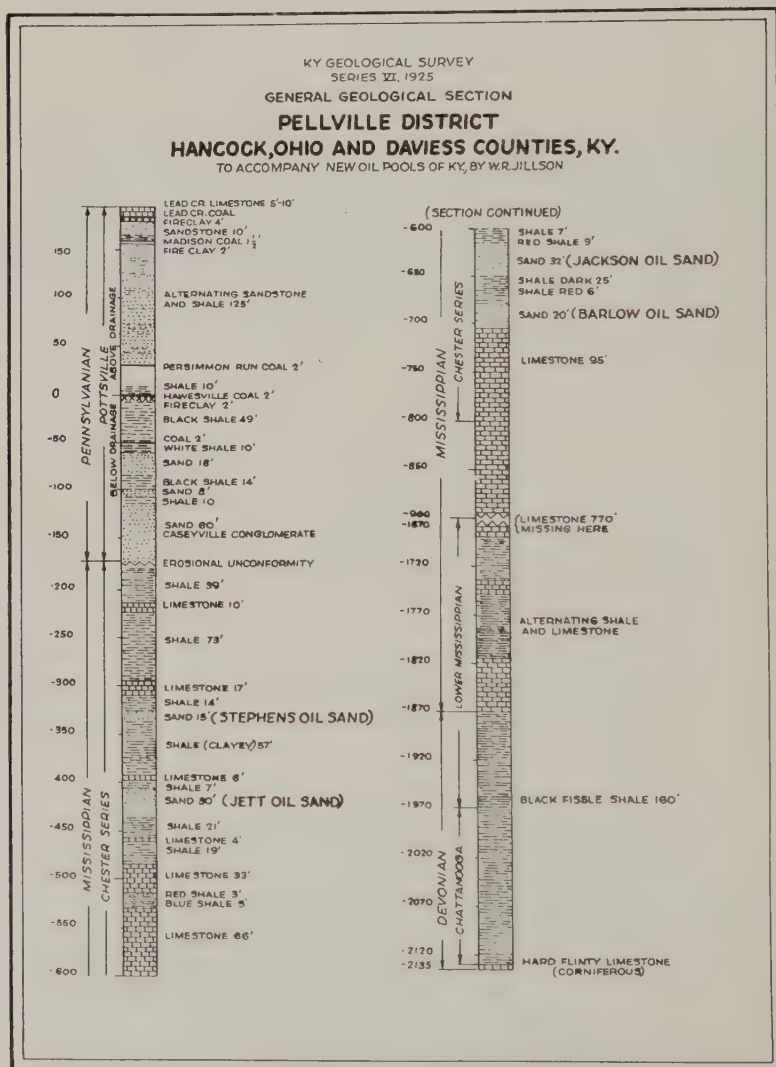 KY GEOLOGICAL SURVEY
SERIES VI, 1925
GENERAL GEOLOGICAL SECTION
PELLVILLE DISTRICT
HANCOCK, OHIO AND DAVIESS COUNTIES, KY.
TO ACCOMPANY NEW OIL POOLS OF KY, BY W.R. JILLSON
LEAD CR. LIMESTONE 5'-10'
LEAD CR. COAL
FIRECLAY 4'
SANDSTONE 10'
MADISON COAL 1 1/2'
FIRE CLAY 2'
ALTERNATING SANDSTONE
AND SHALE 125'
PERSIMMON RUN COAL 2'
SHALE 10'
HAWESVILLE COAL 2'
FIRECLAY 2'
BLACK SHALE 49'
COAL 2'
WHITE SHALE 10'
SAND 18'
BLACK SHALE 14'
SAND 8'
SHALE 10
SAND 60'
CASEYVILLE CONGLOMERATE
EROSIONAL UNCONFORMITY
SHALE 39'
LIMESTONE 10'
SHALE 73'
LIMESTONE 17'
SHALE 14'
SAND 15' (STEPHENS OIL SAND)
SHALE (CLAYEY) 57'
LIMESTONE 6'
SHALE 7'
SAND 30' (JETT OIL SAND)
SHALE 21'
LIMESTONE 4'
SHALE 19'
LIMESTONE 33'
RED SHALE 3'
BLUE SHALE 5'
LIMESTONE 66'
150
100
50
0
-50
-100
-150
-200
-250
-300
-350
-400
-450
-500
-550
-600
PENNSYLVANIAN
POTTSVILLE
ABOVE DRAINAGE
BELOW DRAINAGE
MISSISSIPPIAN
CHESTER SERIES
(SECTION CONTINUED)
SHALE 7'
RED SHALE 9'
SAND 32' (JACKSON OIL SAND)
SHALE DARK 25'
SHALE RED 6'
SAND 20' (BARLOW OIL SAND)
LIMESTONE 95'
LIMESTONE 770'
MISSING HERE
ALTERNATING SHALE
AND LIMESTONE
BLACK FISSLE SHALE 160'
HARD FLINTY LIMESTONE
(CORNIFEROUS)
-600
-650
-700
-750
-800
-850
-900
-1670
-1720
-1770
-1820
-1870
-1920
-1970
-2020
-2070
-2120
-2135
MISSISSIPPIAN
CHESTER SERIES
LOWER MISSISSIPPIAN
DEVONIAN
CHATTANOOGA